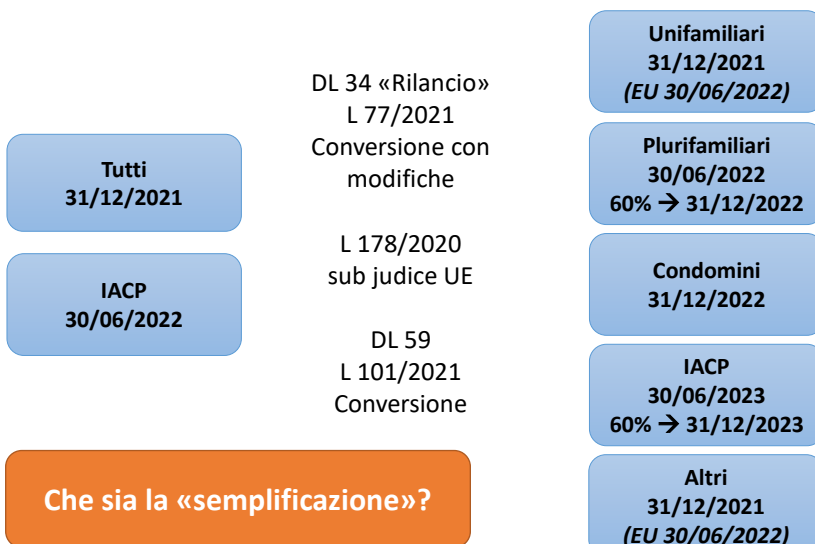 Tutti
31/12/2021
IACP
30/06/2022
DL 34 «Rilancio»
L 77/2021
Conversione con
modifiche
L 178/2020
sub judice UE
DL 59
L 101/2021
Conversione
Unifamiliari
31/12/2021
(EU 30/06/2022)
Plurifamiliari
30/06/2022
60% → 31/12/2022
Condomini
31/12/2022
IACP
30/06/2023
60% → 31/12/2023
Altri
31/12/2021
(EU 30/06/2022)
Che sia la «semplificazione»?